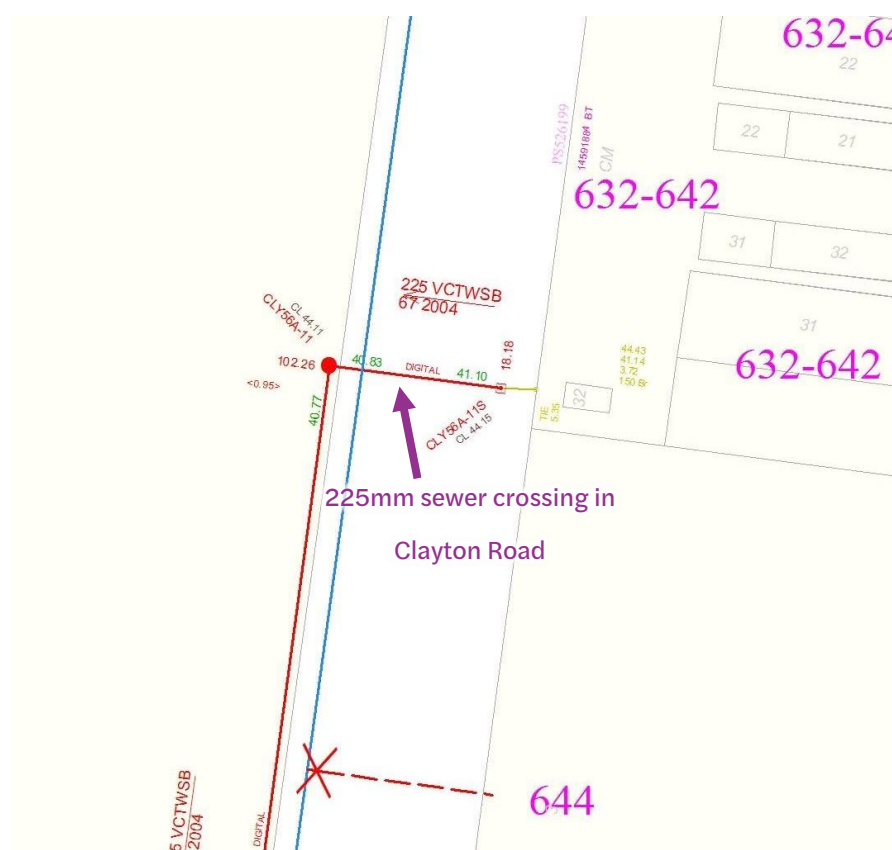 632-64
22
PS526199
14591884 BT
CM
22
21
632-642
31
32
225 VCTWSB
67 2004
CL 44.11
CLY56A-11
31
18.18
102.26
40.83
DIGITAL
41.10
44.43
41.14
3.72
150 Br
632-642
<0.95>
32
40.77
TIE
5.35
CLY56A-11S
CL 44.15
225mm sewer crossing in
Clayton Road
644
5 VCTWSB
2004
DIGITAL